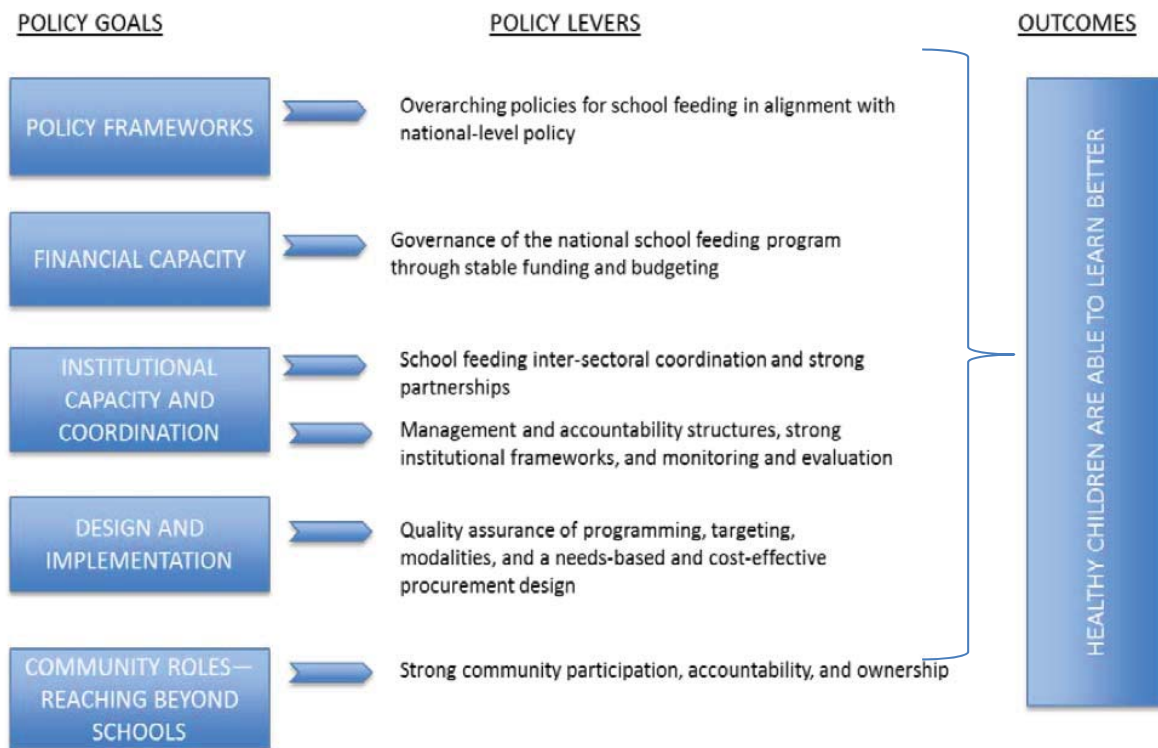 POLICY GOALS
POLICY LEVERS
OUTCOMES
POLICY FRAMEWORKS
Overarching policies for school feeding in alignment with
national-level policy
FINANCIAL CAPACITY
Governance of the national school feeding program
through stable funding and budgeting
INSTITUTIONAL
CAPACITY AND
COORDINATION
School feeding inter-sectoral coordination and strong
partnerships
Management and accountability structures, strong
institutional frameworks, and monitoring and evaluation
DESIGN AND
IMPLEMENTATION
Quality assurance of programming, targeting,
modalities, and a needs-based and cost-effective
procurement design
COMMUNITY ROLES—
REACHING BEYOND
SCHOOLS
Strong community participation, accountability, and ownership
HEALTHY CHILDREN ARE ABLE TO LEARN BETTER